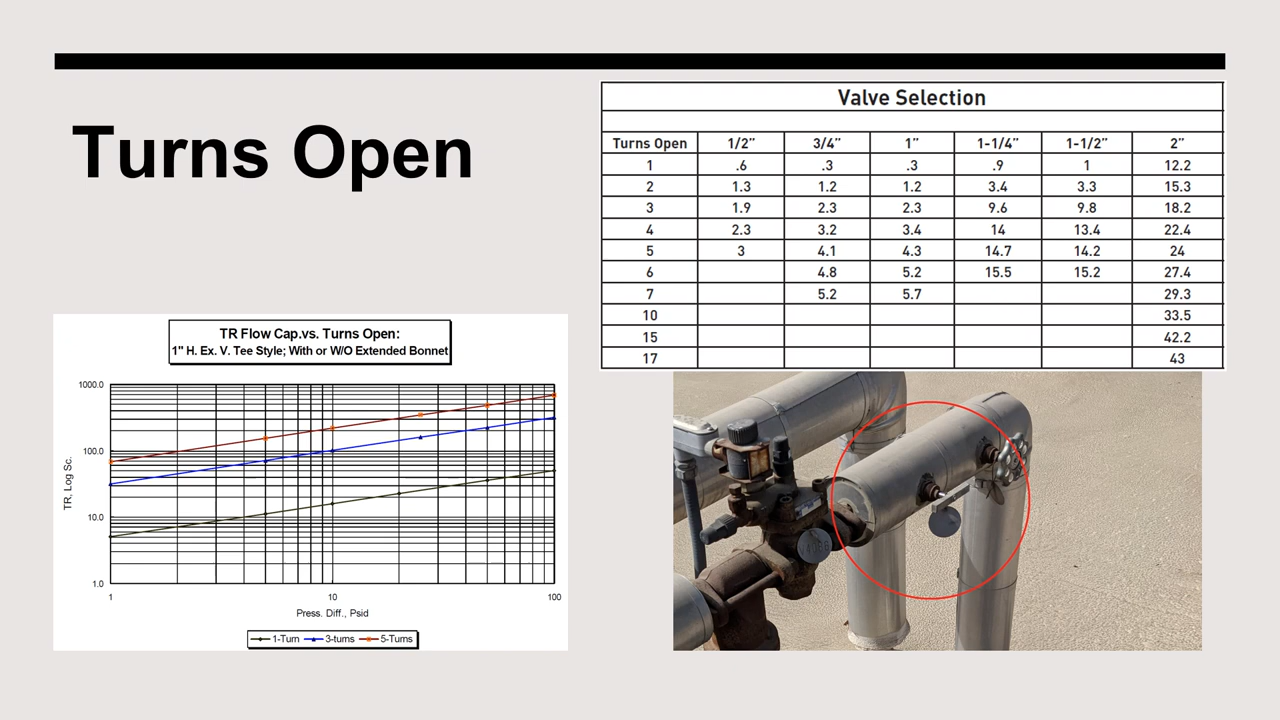 Turns Open
Valve Selection
Turns Open 1/2" 3/4" 1" 1-1/4" 1-1/2" 2"
1 .6 .3 .3 .9 1 12.2
2 1.3 1.2 1.2 3.4 3.3 15.3
3 1.9 2.3 2.3 9.6 9.8 18.2
4 2.3 3.2 3.4 14 13.4 22.4
5 3 4.1 4.3 14.7 14.2 24
6 4.8 5.2 15.5 15.2 27.4
7 5.2 5.7 29.3
10 33.5
15 42.2
17 43
TR Flow Cap.vs. Turns Open:
1" H. Ex. V. Tee Style; With or W/O Extended Bonnet
TR, Log Sc.
1000.0
100.0
10.0
1.0
1 10 100
Press. Diff., Psid
1-Turn 3-turns 5-Turns